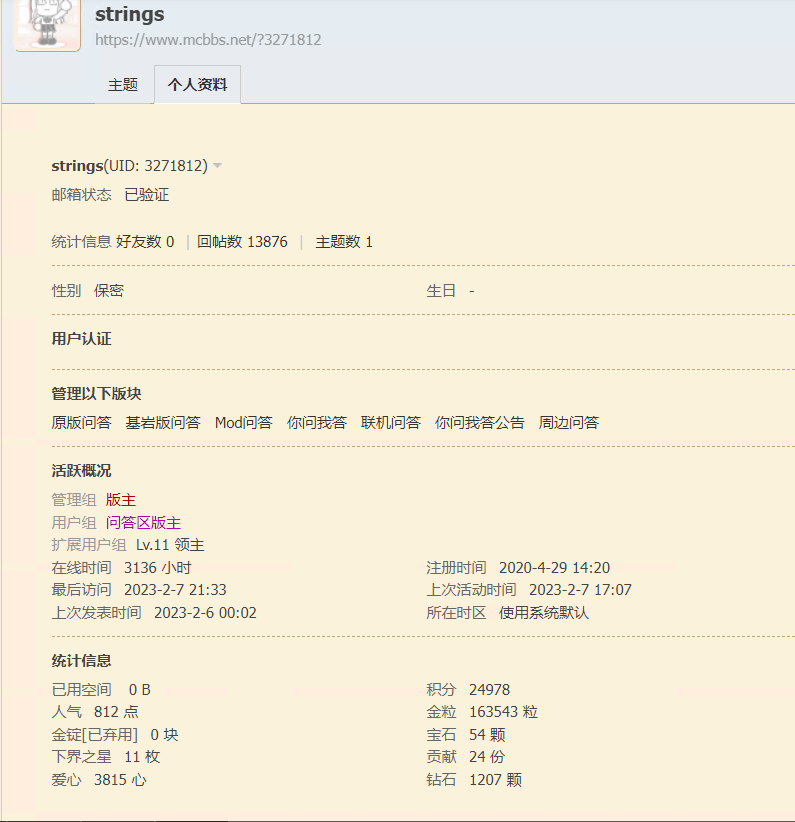 strings
https://www.mcbbs.net/?3271812
主题 个人资料
strings(UID: 3271812)
邮箱状态 已验证
统计信息 好友数 0 | 回帖数 13876 | 主题数 1
性别 保密 生日 -
用户认证
管理以下版块
原版问答 基岩版问答 Mod问答 你问我答 联机问答 你问我答公告 周边问答
活跃概况
管理组 版主
用户组 问答区版主
扩展用户组 Lv.11 领主
在线时间 3136 小时 注册时间 2020-4-29 14:20
最后访问 2023-2-7 21:33 上次活动时间 2023-2-7 17:07
上次发表时间 2023-2-6 00:02 所在时区 使用系统默认
统计信息
已用空间 0 B 积分 24978
人气 812 点 金粒 163543 粒
金锭[已弃用] 0 块 宝石 54 颗
下界之星 11 枚 贡献 24 份
爱心 3815 心 钻石 1207 颗